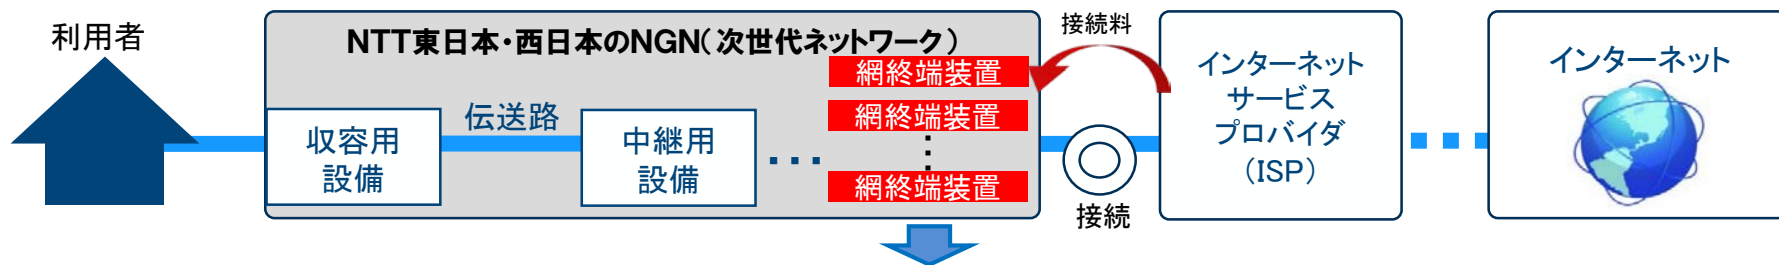 利用者
NTT東日本・西日本のNGN(次世代ネットワーク)
収容用
設備
伝送路
中継用
設備
・・・
網終端装置
網終端装置
網終端装置
接続料
接続
インターネット
サービス
プロバイダ
(ISP)
インターネット